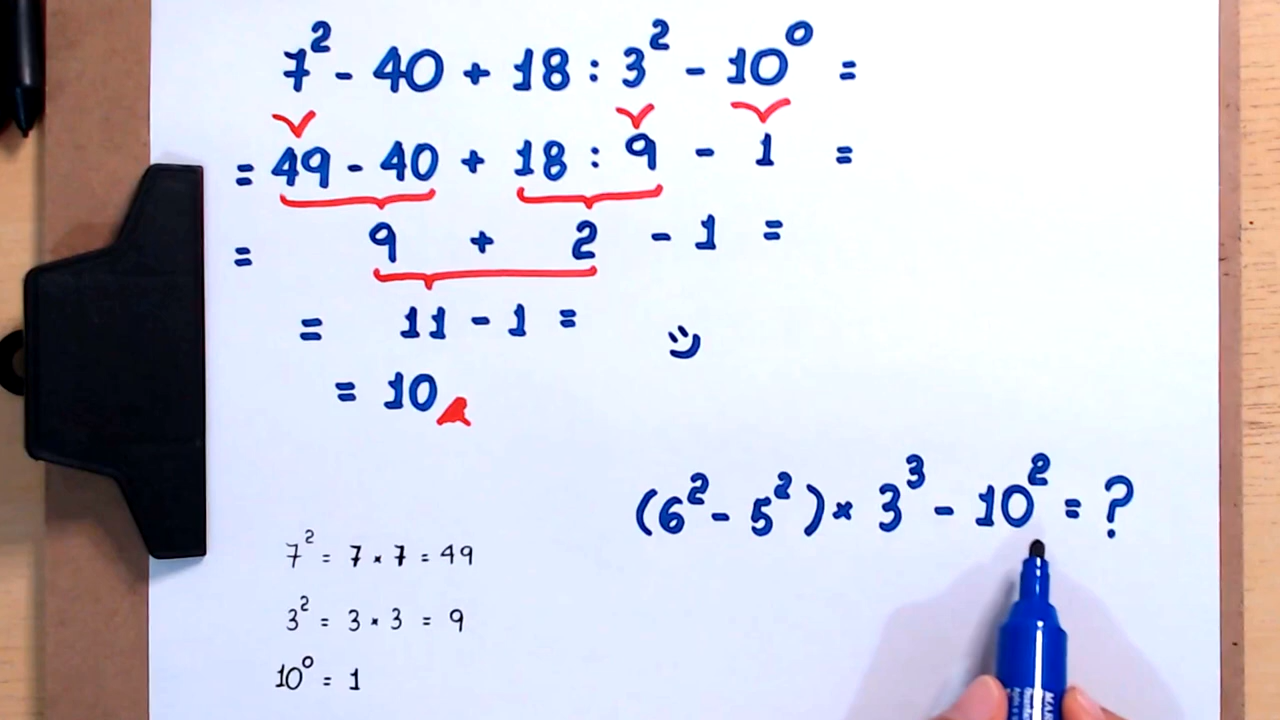 7² - 40 + 18 : 3² - 10⁰ =
= 49 - 40 + 18 : 9 - 1 =
= 9 + 2 - 1 =
= 11 - 1 =
= 10
(6² - 5²) × 3³ - 10² = ?
7² = 7 × 7 = 49
3² = 3 × 3 = 9
10⁰ = 1